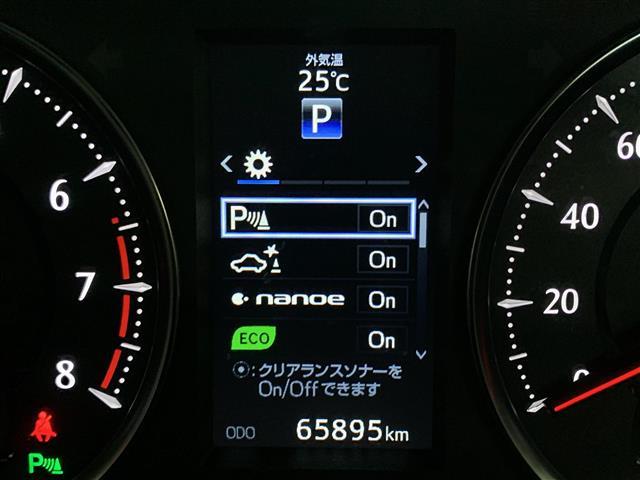 外気温
25℃
P
6
7
8
P On
On
nanoe On
ECO On
:クリアランスソナーを
On/Offできます
ODO 65895km
P
60
40
20
0